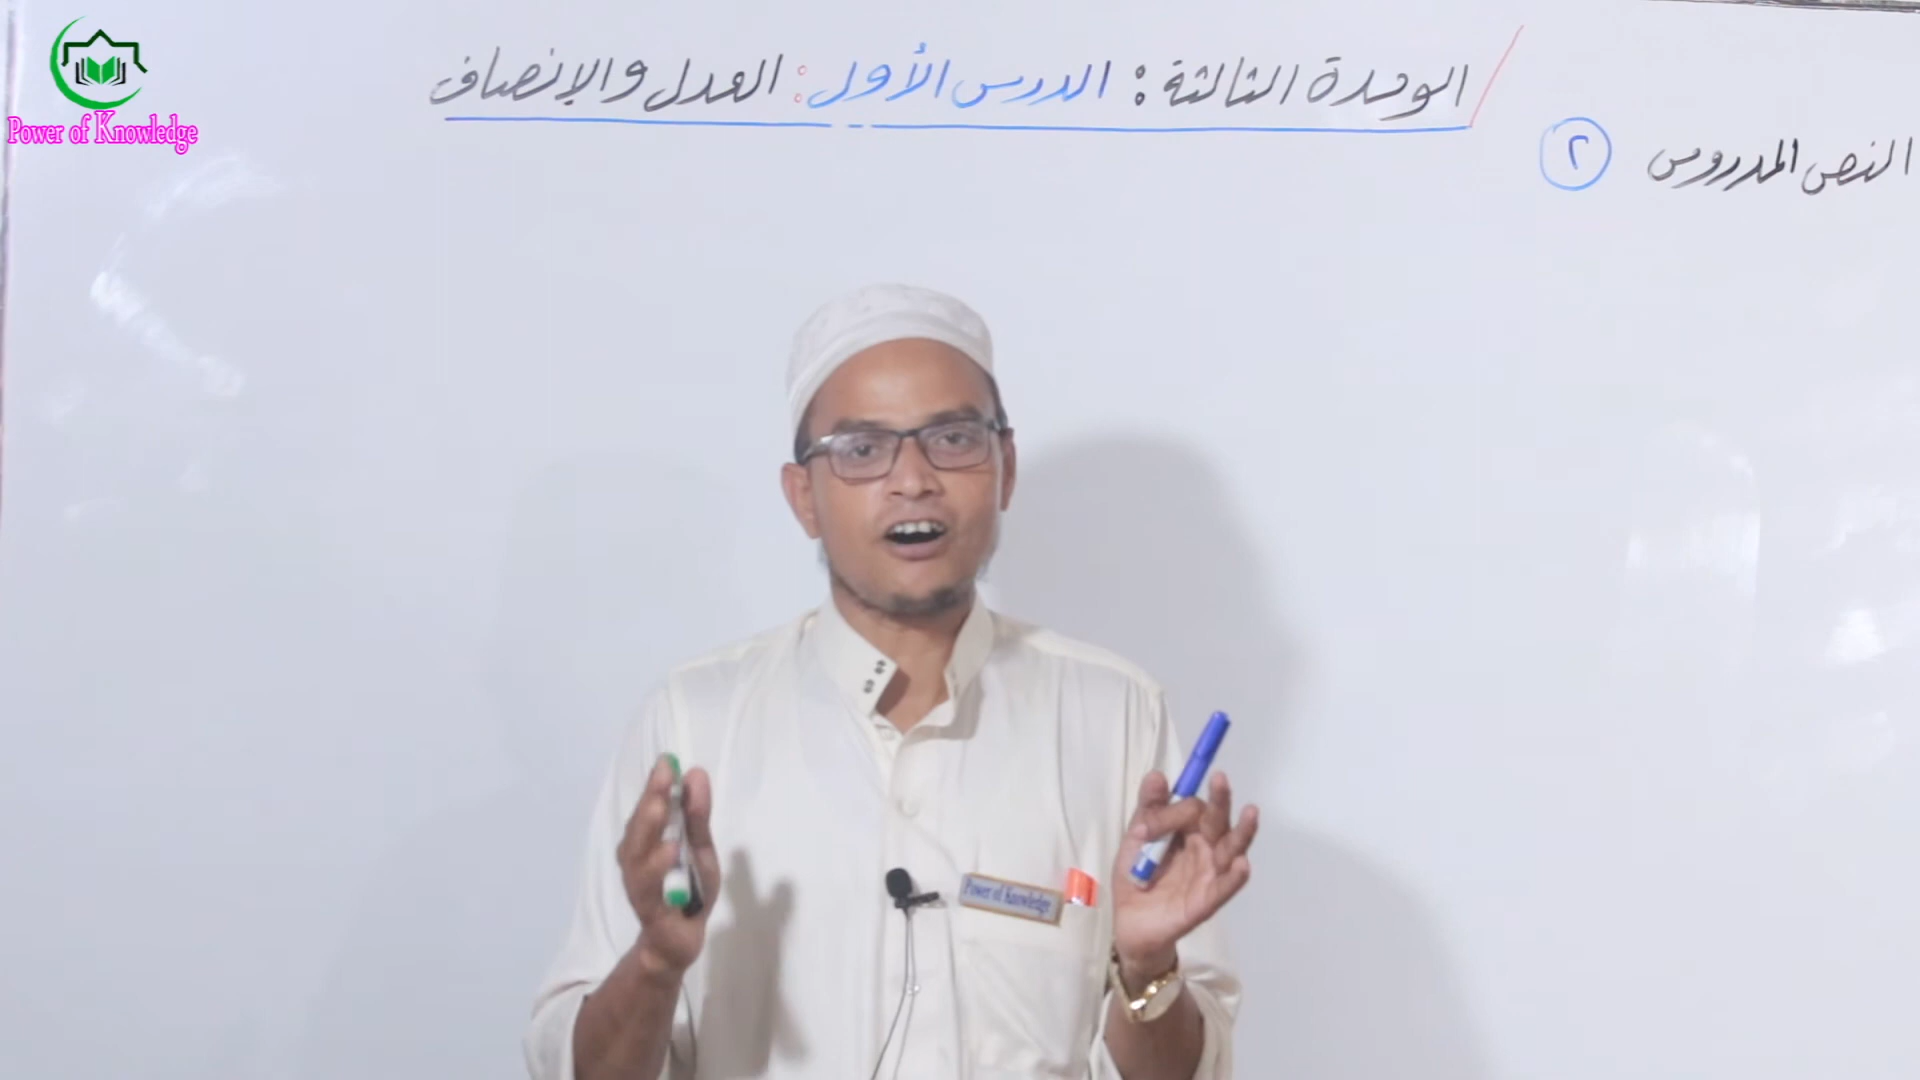 الوحدة الثالثة : الدرس الأول : العدل والإنصاف
النص المدروس ٢
Power of Knowledge
Power of Knowledge